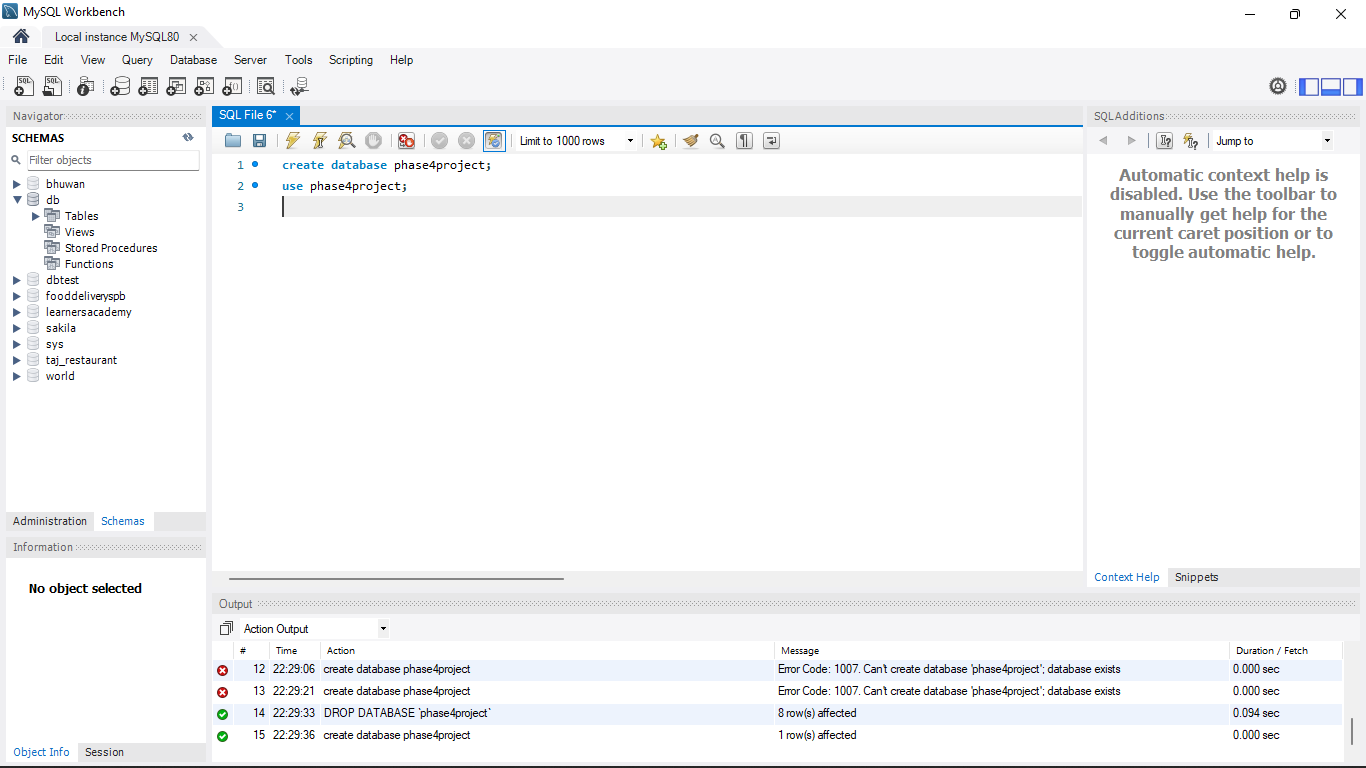 MySQL Workbench
Local instance MySQL80
File Edit View Query Database Server Tools Scripting Help
Navigator
SCHEMAS
Filter objects
bhuwan
db
Tables
Views
Stored Procedures
Functions
dbtest
fooddeliveryspb
learnersacademy
sakila
sys
taj_restaurant
world
Administration Schemas
Information
No object selected
Object Info Session
SQL File 6*
Limit to 1000 rows
1 create database phase4project;
2 use phase4project;
3
SQLAdditions
Jump to
Automatic context help is
disabled. Use the toolbar to
manually get help for the
current caret position or to
toggle automatic help.
Context Help Snippets
Output
Action Output
# Time Action Message Duration / Fetch
12 22:29:06 create database phase4project Error Code: 1007. Can't create database 'phase4project'; database exists 0.000 sec
13 22:29:21 create database phase4project Error Code: 1007. Can't create database 'phase4project'; database exists 0.000 sec
14 22:29:33 DROP DATABASE `phase4project` 8 row(s) affected 0.094 sec
15 22:29:36 create database phase4project 1 row(s) affected 0.000 sec